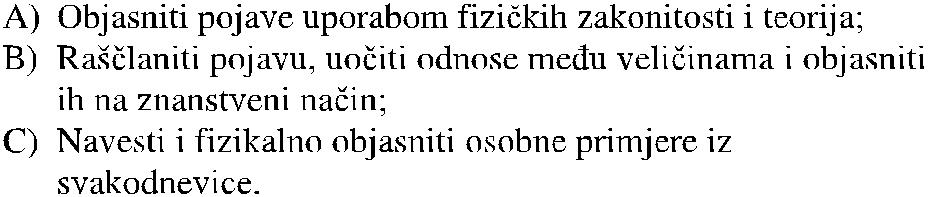 A) Objasniti pojave uporabom fizičkih zakonitosti i teorija;
B) Raščlaniti pojavu, uočiti odnose među veličinama i objasniti
ih na znanstveni način;
C) Navesti i fizikalno objasniti osobne primjere iz
svakodnevice.